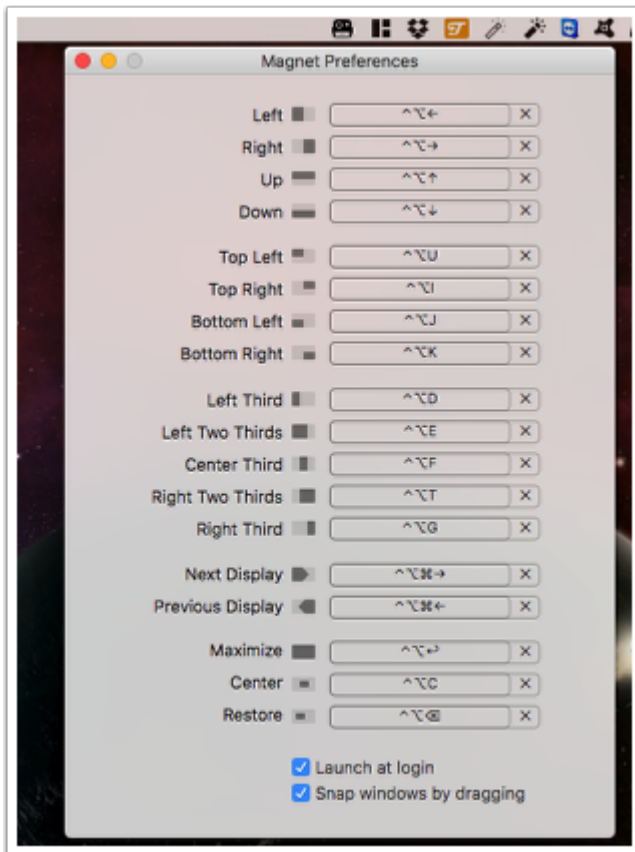 Magnet Preferences
Left ^⌥←
Right ^⌥→
Up ^⌥↑
Down ^⌥↓
Top Left ^⌥U
Top Right ^⌥I
Bottom Left ^⌥J
Bottom Right ^⌥K
Left Third ^⌥D
Left Two Thirds ^⌥E
Center Third ^⌥F
Right Two Thirds ^⌥T
Right Third ^⌥G
Next Display ^⌥⌘→
Previous Display ^⌥⌘←
Maximize ^⌥↩
Center ^⌥C
Restore ^⌥⌫
Launch at login
Snap windows by dragging